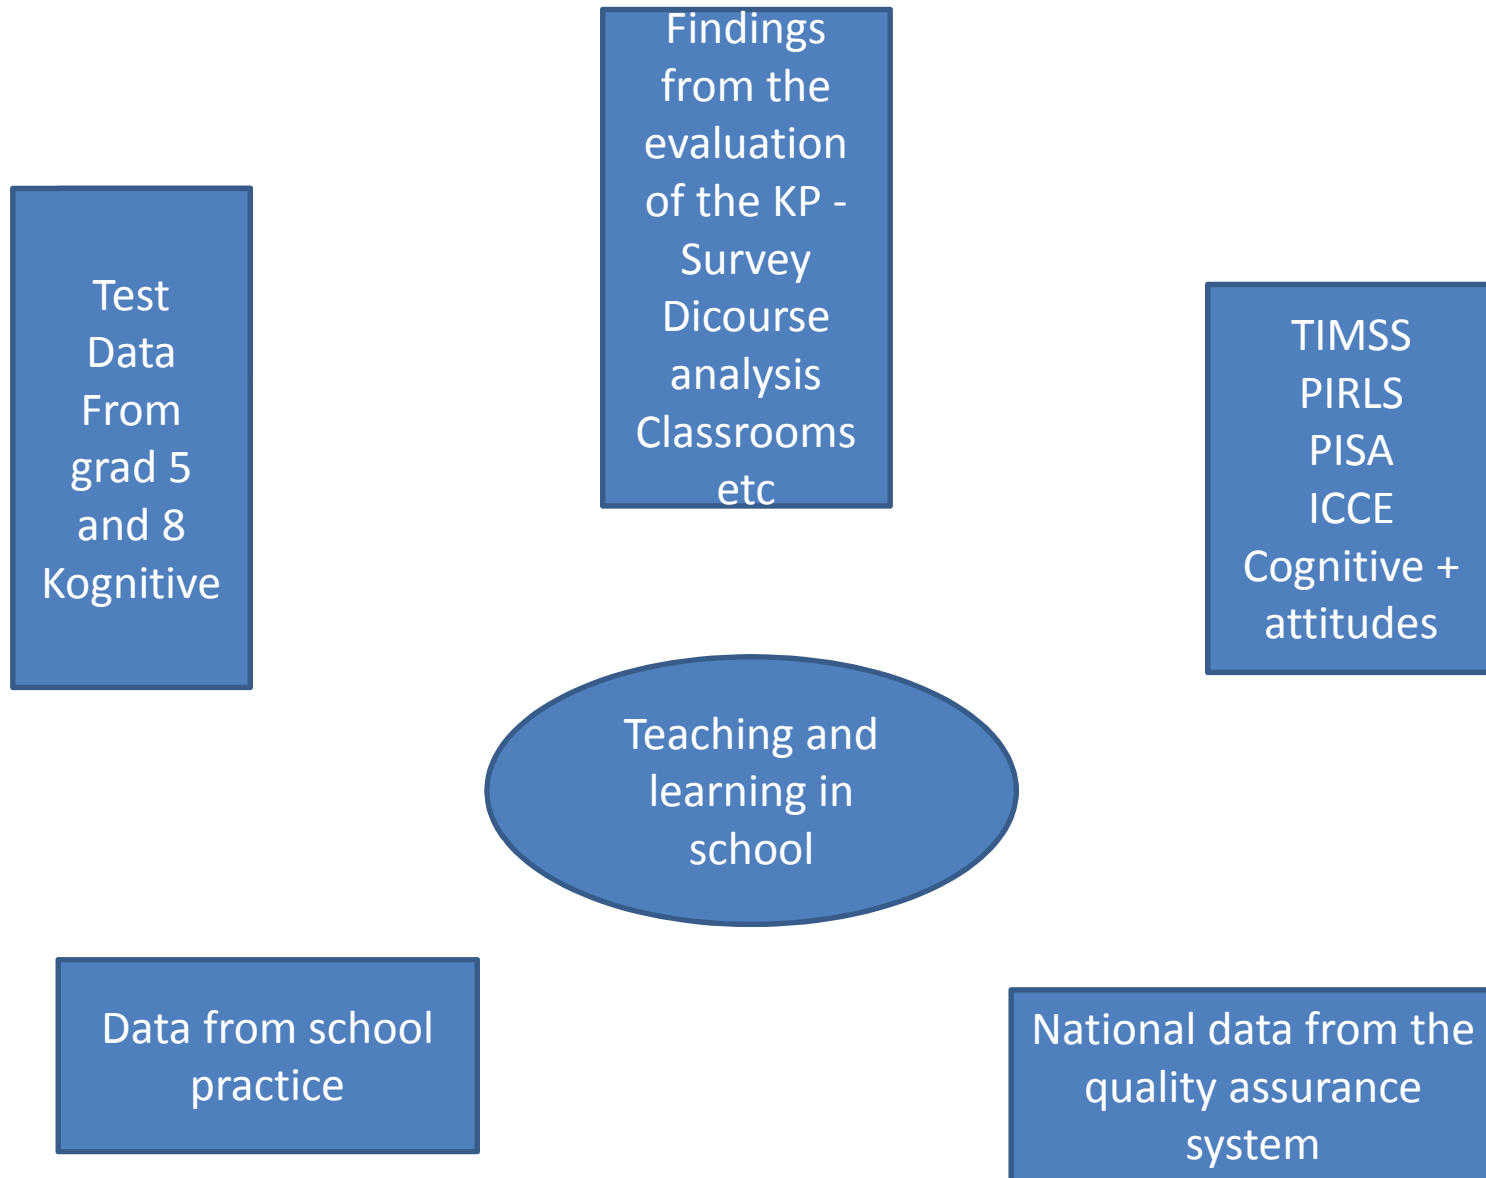 Findings
from the
evaluation
of the KP -
Survey
Dicourse
analysis
Classrooms
etc
Test
Data
From
grad 5
and 8
Kognitive
TIMSS
PIRLS
PISA
ICCE
Cognitive +
attitudes
Teaching and
learning in
school
Data from school
practice
National data from the
quality assurance
system